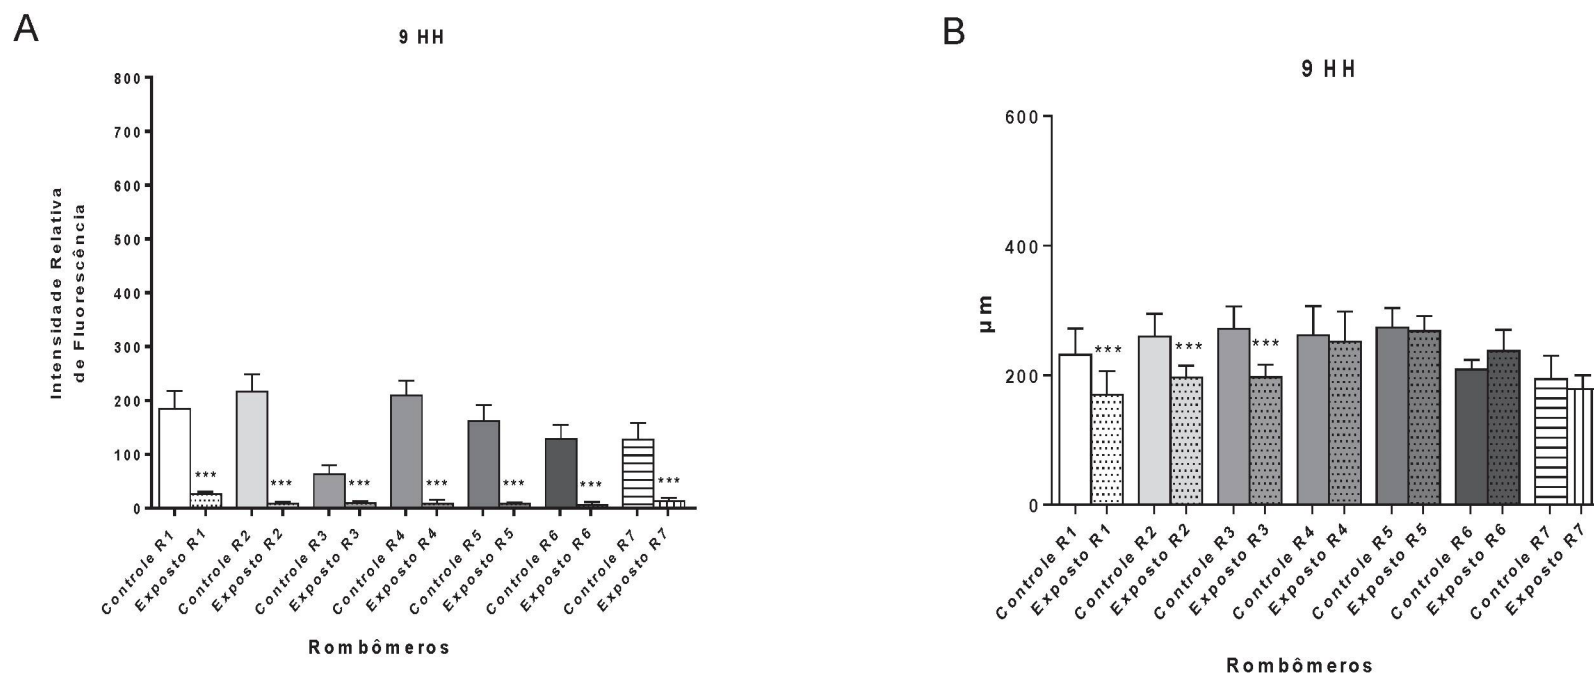 A
9 HH
800
700
600
500
400
300
200
100
0
Intensidade Relativa
de Fluorescência
***
***
***
***
***
***
***
Controle R1
Exposto R1
Controle R2
Exposto R2
Controle R3
Exposto R3
Controle R4
Exposto R4
Controle R5
Exposto R5
Controle R6
Exposto R6
Controle R7
Exposto R7
Rombômeros
B
9 HH
600
400
200
0
µm
***
***
***
Controle R1
Exposto R1
Controle R2
Exposto R2
Controle R3
Exposto R3
Controle R4
Exposto R4
Controle R5
Exposto R5
Controle R6
Exposto R6
Controle R7
Exposto R7
Rombômeros